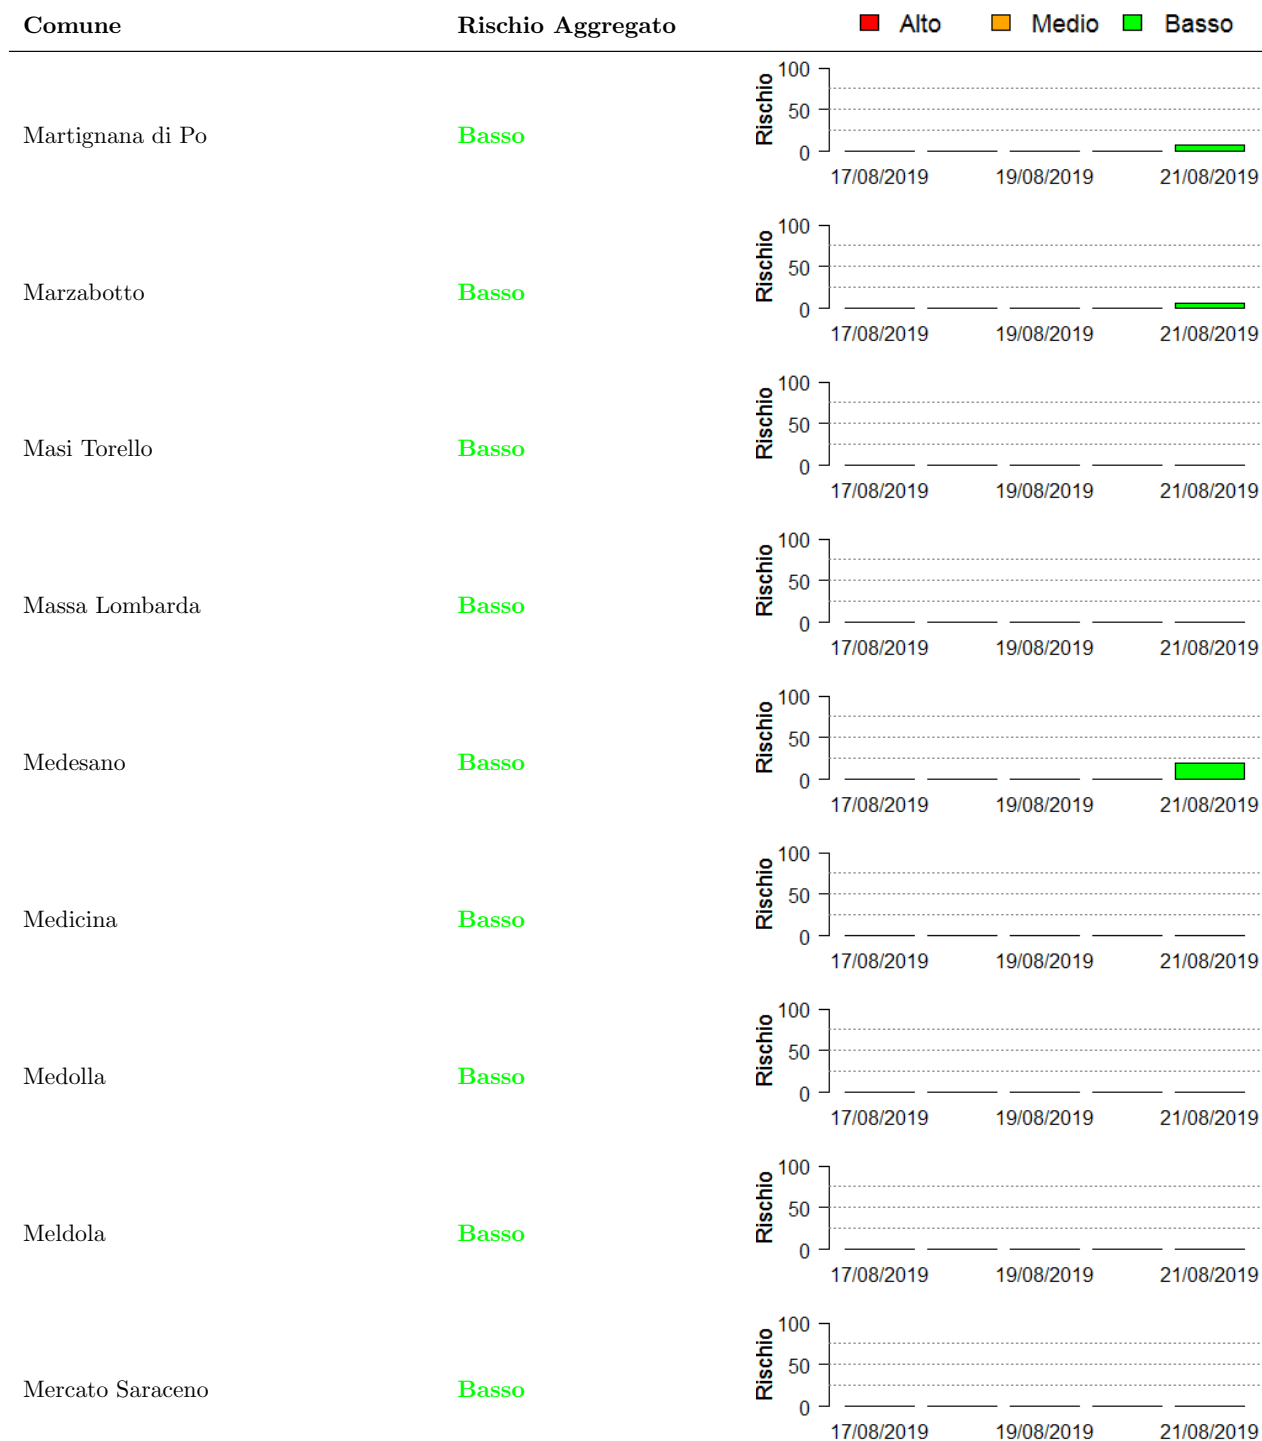 Comune Rischio Aggregato Alto Medio Basso
100
50
0
Rischio
Martignana di Po Basso
17/08/2019 19/08/2019 21/08/2019
100
50
0
Rischio
Marzabotto Basso
17/08/2019 19/08/2019 21/08/2019
100
50
0
Rischio
Masi Torello Basso
17/08/2019 19/08/2019 21/08/2019
100
50
0
Rischio
Massa Lombarda Basso
17/08/2019 19/08/2019 21/08/2019
100
50
0
Rischio
Medesano Basso
17/08/2019 19/08/2019 21/08/2019
100
50
0
Rischio
Medicina Basso
17/08/2019 19/08/2019 21/08/2019
100
50
0
Rischio
Medolla Basso
17/08/2019 19/08/2019 21/08/2019
100
50
0
Rischio
Meldola Basso
17/08/2019 19/08/2019 21/08/2019
100
50
0
Rischio
Mercato Saraceno Basso
17/08/2019 19/08/2019 21/08/2019